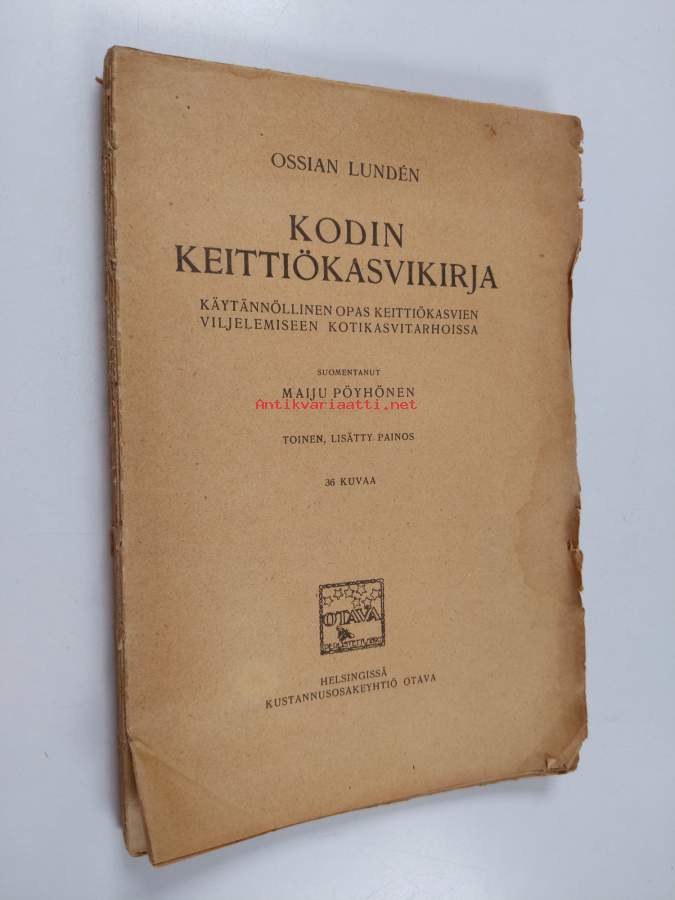 OSSIAN LUNDÉN
KODIN
KEITTIÖKASVIKIRJA
KÄYTÄNNÖLLINEN OPAS KEITTIÖKASVIEN
VILJELEMISEEN KOTIKASVITARHOISSA
SUOMENTANUT
MAIJU PÖYHÖNEN
Antikvariaatti.net
TOINEN, LISÄTTY PAINOS
36 KUVAA
OTAVA
HELSINGISSÄ
KUSTANNUSOSAKEYHTIÖ OTAVA